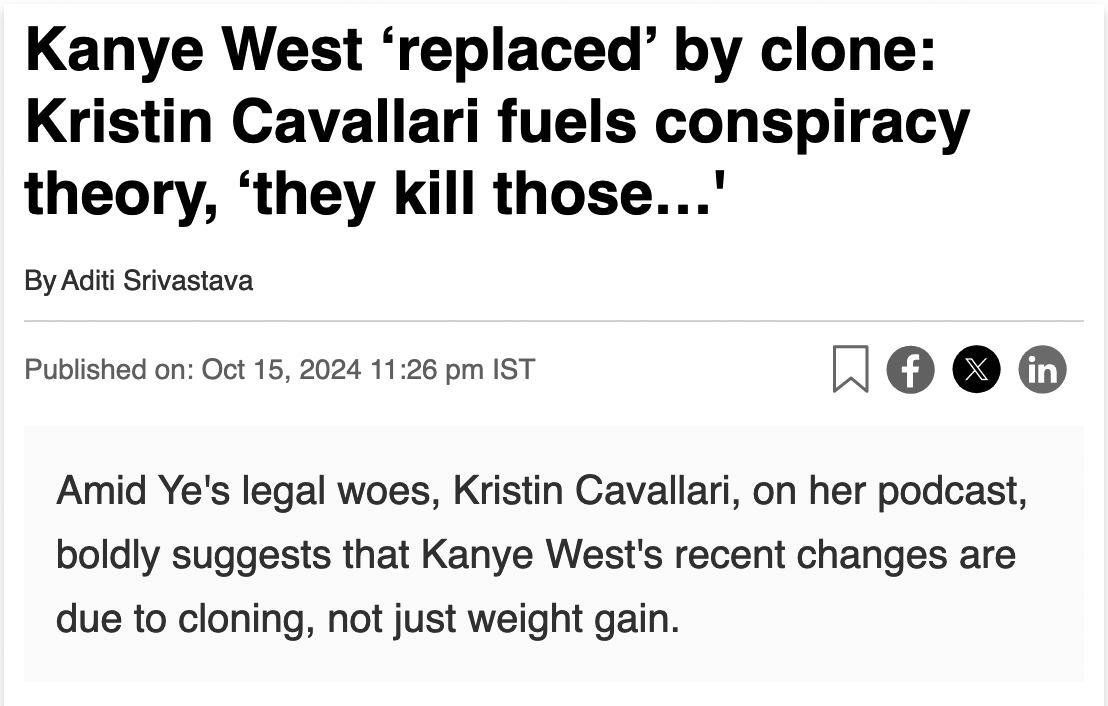 Kanye West ‘replaced’ by clone:
Kristin Cavallari fuels conspiracy
theory, ‘they kill those…'
By Aditi Srivastava
Published on: Oct 15, 2024 11:26 pm IST
Amid Ye's legal woes, Kristin Cavallari, on her podcast,
boldly suggests that Kanye West's recent changes are
due to cloning, not just weight gain.